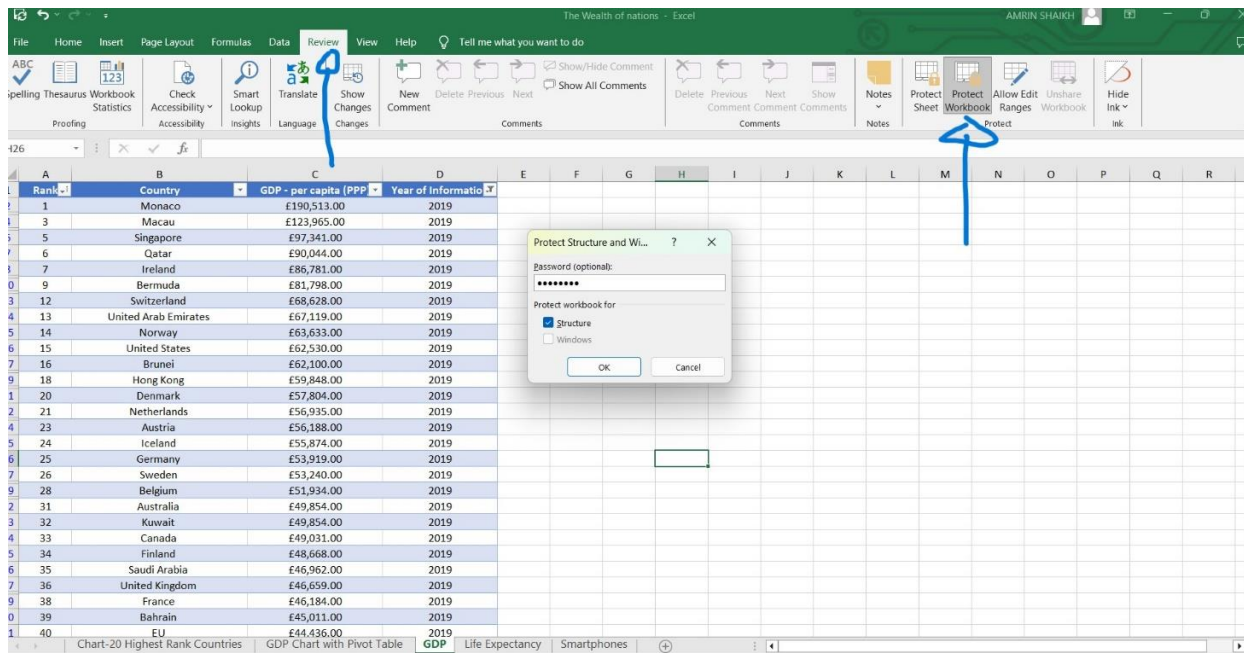 The Wealth of nations - Excel
AMRIN SHAIKH
File Home Insert Page Layout Formulas Data Review View Help Tell me what you want to do
ABC
Spelling Thesaurus Workbook Statistics
Check Accessibility
Smart Lookup
Translate
Show Changes
New Comment
Delete Previous Next
Show/Hide Comment
Show All Comments
Delete Comment
Previous Comment
Next Comment
Show Comments
Notes
Protect Sheet
Protect Workbook
Allow Edit Ranges
Unshare Workbook
Hide Ink
Proofing Accessibility Insights Language Changes Comments Comments Notes Protect Ink
H26 fx
A B C D E F G H I J K L M N O P Q R
Rank Country GDP - per capita (PPP) Year of Informatio
1 Monaco £190,513.00 2019
3 Macau £123,965.00 2019
5 Singapore £97,341.00 2019
6 Qatar £90,044.00 2019
7 Ireland £86,781.00 2019
9 Bermuda £81,798.00 2019
12 Switzerland £68,628.00 2019
13 United Arab Emirates £67,119.00 2019
14 Norway £63,633.00 2019
15 United States £62,530.00 2019
16 Brunei £62,100.00 2019
18 Hong Kong £59,848.00 2019
20 Denmark £57,804.00 2019
21 Netherlands £56,935.00 2019
23 Austria £56,188.00 2019
24 Iceland £55,874.00 2019
25 Germany £53,919.00 2019
26 Sweden £53,240.00 2019
28 Belgium £51,934.00 2019
31 Australia £49,854.00 2019
32 Kuwait £49,854.00 2019
33 Canada £49,031.00 2019
34 Finland £48,668.00 2019
35 Saudi Arabia £46,962.00 2019
36 United Kingdom £46,659.00 2019
38 France £46,184.00 2019
39 Bahrain £45,011.00 2019
40 EU £44,436.00 2019
Protect Structure and Wi... ? ×
Password (optional):
••••••••
Protect workbook for
Structure
Windows
OK Cancel
Chart-20 Highest Rank Countries GDP Chart with Pivot Table GDP Life Expectancy Smartphones